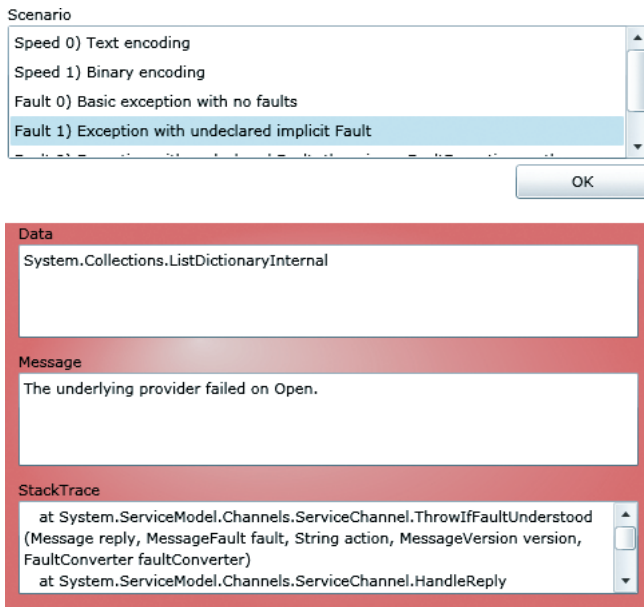 Scenario
Speed 0) Text encoding
Speed 1) Binary encoding
Fault 0) Basic exception with no faults
Fault 1) Exception with undeclared implicit Fault
OK
Data
System.Collections.ListDictionaryInternal
Message
The underlying provider failed on Open.
StackTrace
at System.ServiceModel.Channels.ServiceChannel.ThrowIfFaultUnderstood
(Message reply, MessageFault fault, String action, MessageVersion version,
FaultConverter faultConverter)
at System.ServiceModel.Channels.ServiceChannel.HandleReply